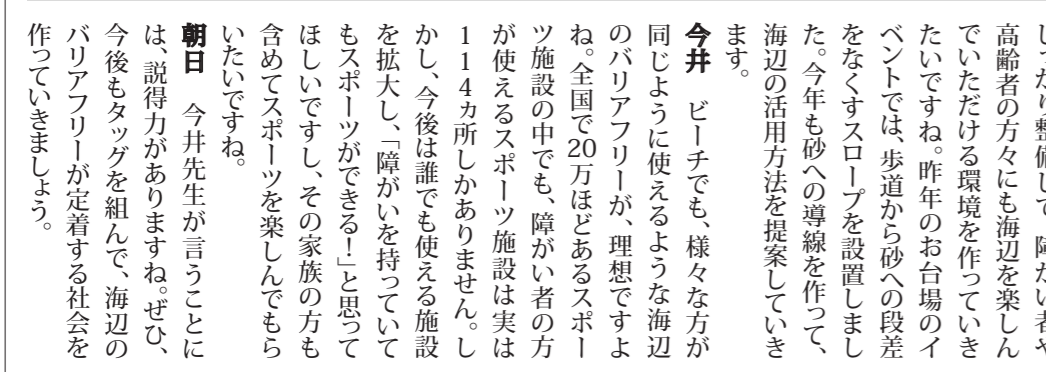 しっかり整備して、障がい者や
高齢者の方々にも海辺を楽しん
でいただける環境を作っていき
たいですね。昨年のお台場のイ
ベントでは、歩道から砂への段差
をなくすスロープを設置しまし
た。今年も砂への導線を作って、
海辺の活用方法を提案していき
ます。
今井　ビーチでも、様々な方が
同じように使えるような海辺
のバリアフリーが、理想ですよ
ね。全国で20万ほどあるスポー
ツ施設の中でも、障がい者の方
が使えるスポーツ施設は実は
114ヵ所しかありません。し
かし、今後は誰でも使える施設
を拡大し、「障がいを持っていて
もスポーツができる!」と思って
ほしいですし、その家族の方も
含めてスポーツを楽しんでもら
いたいですね。
朝日　今井先生が言うことに
は、説得力がありますね。ぜひ、
今後もタッグを組んで、海辺の
バリアフリーが定着する社会を
作っていきましょう。